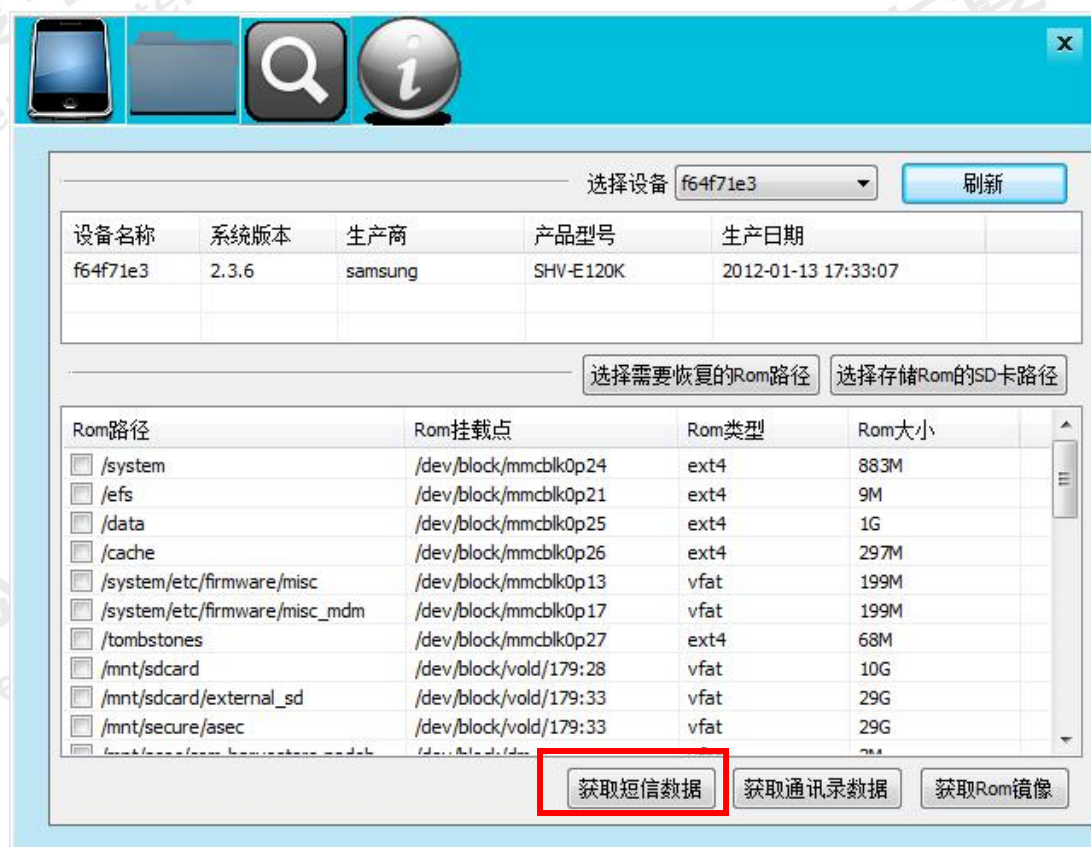 X
选择设备 f64f71e3 刷新
设备名称 系统版本 生产商 产品型号 生产日期
f64f71e3 2.3.6 samsung SHV-E120K 2012-01-13 17:33:07
选择需要恢复的Rom路径 选择存储Rom的SD卡路径
Rom路径 Rom挂载点 Rom类型 Rom大小
/system /dev/block/mmcblk0p24 ext4 883M
/efs /dev/block/mmcblk0p21 ext4 9M
/data /dev/block/mmcblk0p25 ext4 1G
/cache /dev/block/mmcblk0p26 ext4 297M
/system/etc/firmware/misc /dev/block/mmcblk0p13 vfat 199M
/system/etc/firmware/misc_mdm /dev/block/mmcblk0p17 vfat 199M
/tombstones /dev/block/mmcblk0p27 ext4 68M
/mnt/sdcard /dev/block/vold/179:28 vfat 10G
/mnt/sdcard/external_sd /dev/block/vold/179:33 vfat 29G
/mnt/secure/asec /dev/block/vold/179:33 vfat 29G
获取短信数据 获取通讯录数据 获取Rom镜像